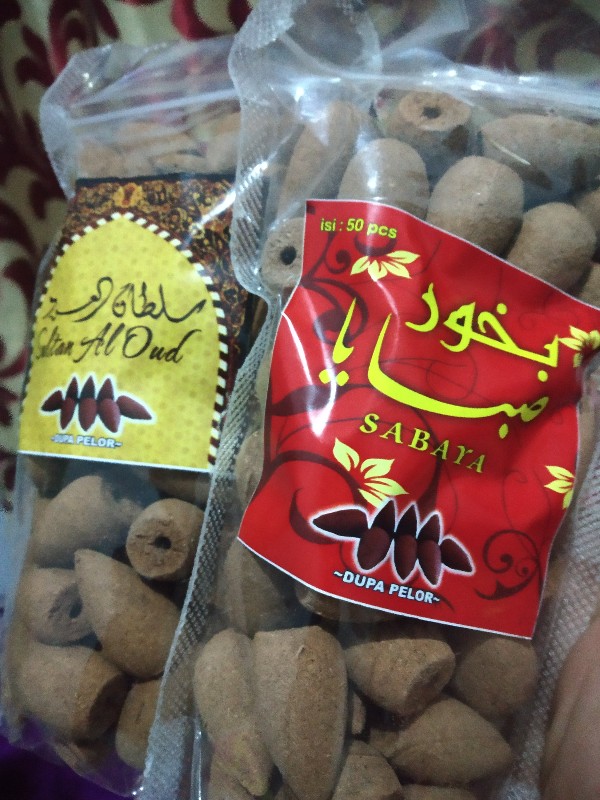 سلطان العود
Sultan Al Oud
~DUPA PELOR~
isi : 50 pcs
بخور
صبايا
SABAYA
~DUPA PELOR~